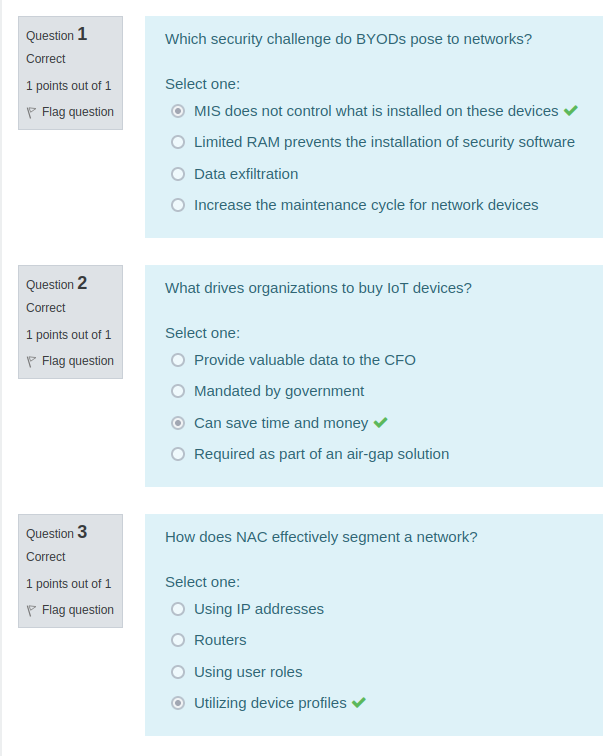 Question 1
Correct
1 points out of 1
Flag question
Which security challenge do BYODs pose to networks?
Select one:
MIS does not control what is installed on these devices
Limited RAM prevents the installation of security software
Data exfiltration
Increase the maintenance cycle for network devices
Question 2
Correct
1 points out of 1
Flag question
What drives organizations to buy IoT devices?
Select one:
Provide valuable data to the CFO
Mandated by government
Can save time and money
Required as part of an air-gap solution
Question 3
Correct
1 points out of 1
Flag question
How does NAC effectively segment a network?
Select one:
Using IP addresses
Routers
Using user roles
Utilizing device profiles